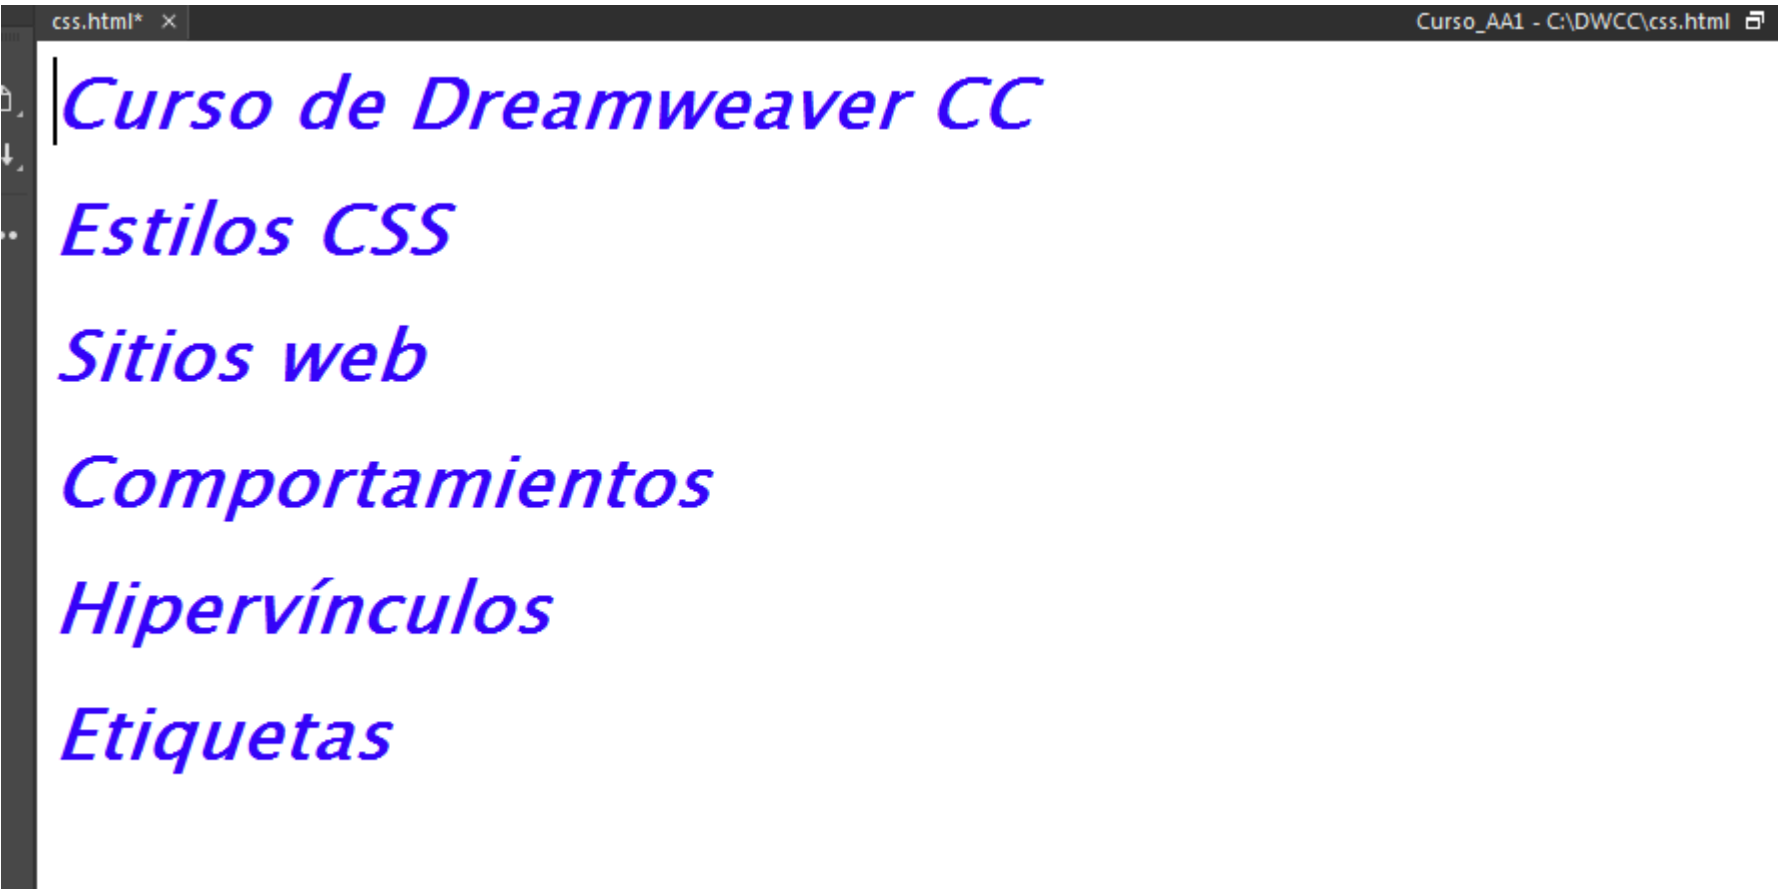 css.html* ×
Curso_AA1 - C:\DWCC\css.html
Curso de Dreamweaver CC
Estilos CSS
Sitios web
Comportamientos
Hipervínculos
Etiquetas